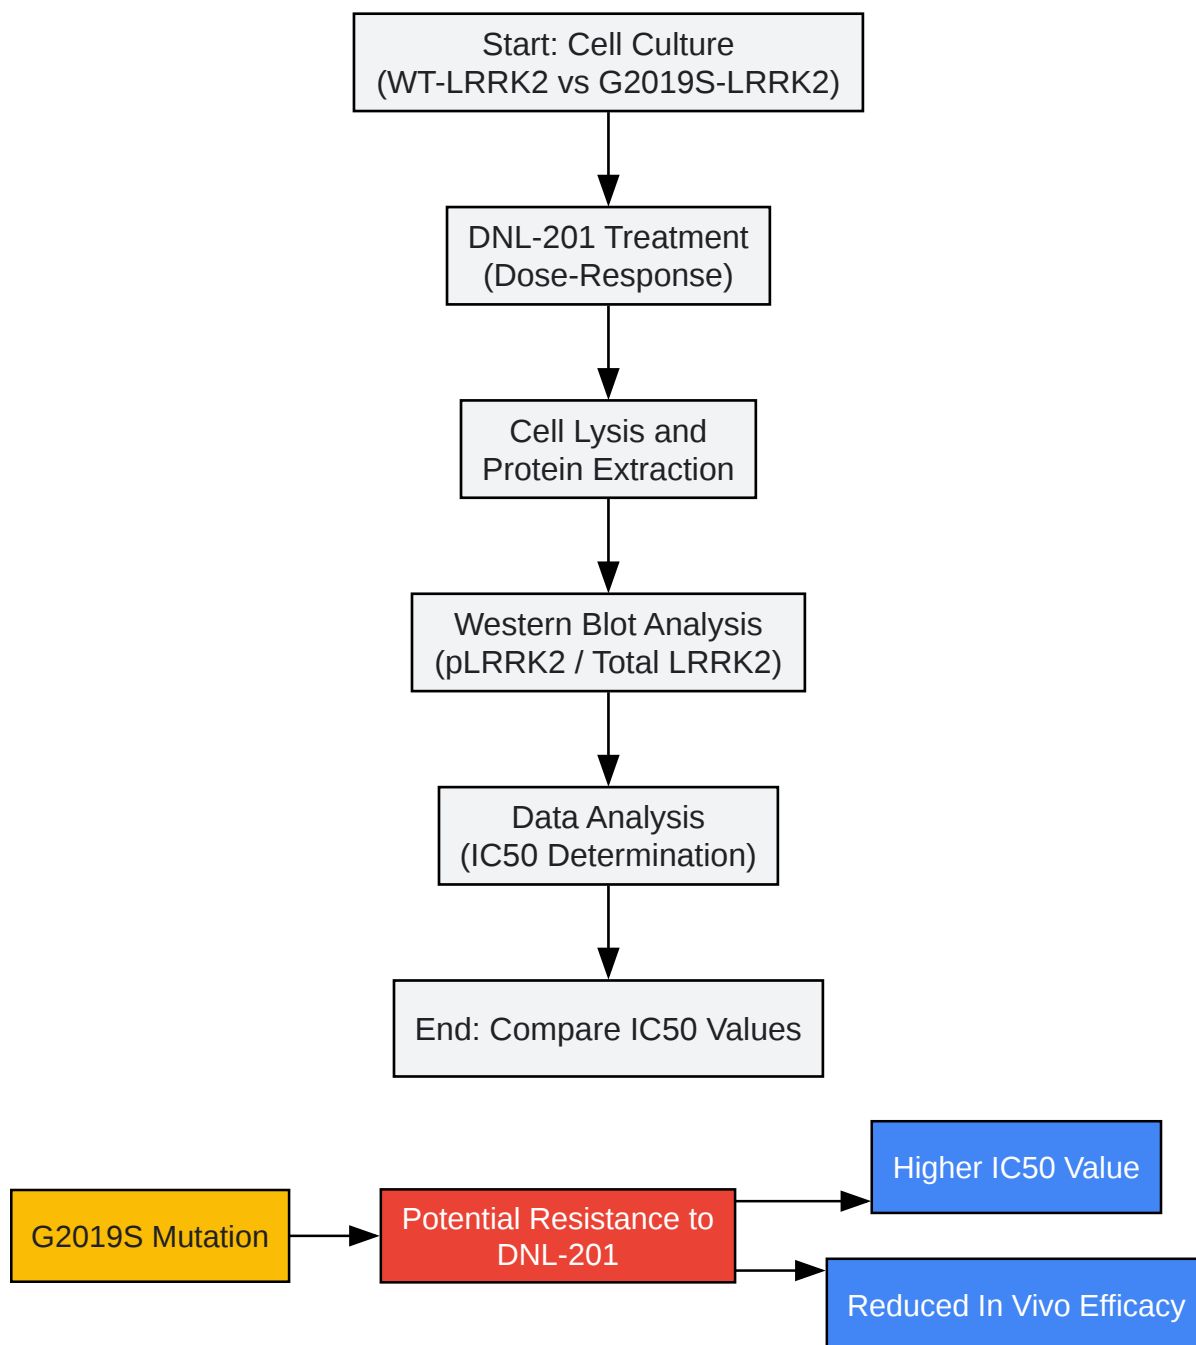 Start: Cell Culture
(WT-LRRK2 vs G2019S-LRRK2)
DNL-201 Treatment
(Dose-Response)
Cell Lysis and
Protein Extraction
Western Blot Analysis
(pLRRK2 / Total LRRK2)
Data Analysis
(IC50 Determination)
End: Compare IC50 Values
G2019S Mutation
Potential Resistance to
DNL-201
Higher IC50 Value
Reduced In Vivo Efficacy